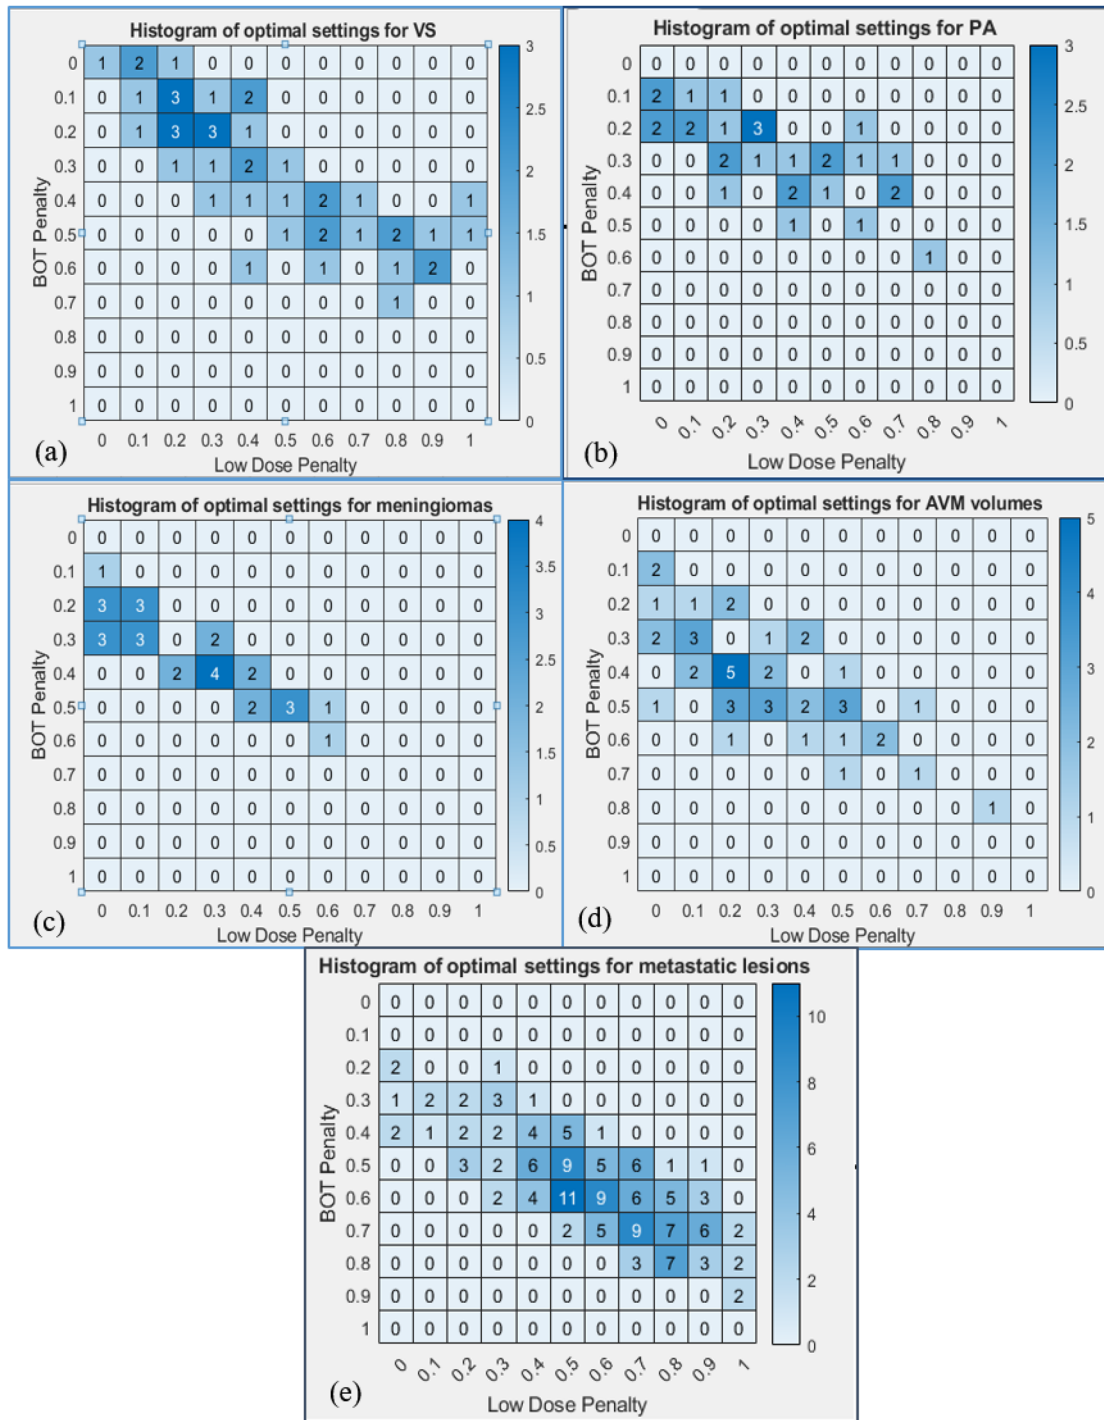 Histogram of optimal settings for VS
0 1 2 1 0 0 0 0 0 0 0 0
0.1 0 1 3 1 2 0 0 0 0 0 0
0.2 0 1 3 3 1 0 0 0 0 0 0
0.3 0 0 1 1 2 1 0 0 0 0 0
0.4 0 0 0 1 1 1 2 1 0 0 1
0.5 0 0 0 0 0 1 2 1 2 1 1
0.6 0 0 0 0 1 0 1 0 1 2 0
0.7 0 0 0 0 0 0 0 0 1 0 0
0.8 0 0 0 0 0 0 0 0 0 0 0
0.9 0 0 0 0 0 0 0 0 0 0 0
1 0 0 0 0 0 0 0 0 0 0 0
0 0.1 0.2 0.3 0.4 0.5 0.6 0.7 0.8 0.9 1
BOT Penalty
Low Dose Penalty
3
2.5
2
1.5
1
0.5
0
(a)
Histogram of optimal settings for PA
0 0 0 0 0 0 0 0 0 0 0 0
0.1 2 1 1 0 0 0 0 0 0 0 0
0.2 2 2 1 3 0 0 1 0 0 0 0
0.3 0 0 2 1 1 2 1 1 0 0 0
0.4 0 0 1 0 2 1 0 2 0 0 0
0.5 0 0 0 0 1 0 1 0 0 0 0
0.6 0 0 0 0 0 0 0 0 1 0 0
0.7 0 0 0 0 0 0 0 0 0 0 0
0.8 0 0 0 0 0 0 0 0 0 0 0
0.9 0 0 0 0 0 0 0 0 0 0 0
1 0 0 0 0 0 0 0 0 0 0 0
0 0.1 0.2 0.3 0.4 0.5 0.6 0.7 0.8 0.9 1
BOT Penalty
Low Dose Penalty
3
2.5
2
1.5
1
0.5
0
(b)
Histogram of optimal settings for meningiomas
0 0 0 0 0 0 0 0 0 0 0 0
0.1 1 0 0 0 0 0 0 0 0 0 0
0.2 3 3 0 0 0 0 0 0 0 0 0
0.3 3 3 0 2 0 0 0 0 0 0 0
0.4 0 0 2 4 2 0 0 0 0 0 0
0.5 0 0 0 0 2 3 1 0 0 0 0
0.6 0 0 0 0 0 0 1 0 0 0 0
0.7 0 0 0 0 0 0 0 0 0 0 0
0.8 0 0 0 0 0 0 0 0 0 0 0
0.9 0 0 0 0 0 0 0 0 0 0 0
1 0 0 0 0 0 0 0 0 0 0 0
0 0.1 0.2 0.3 0.4 0.5 0.6 0.7 0.8 0.9 1
BOT Penalty
Low Dose Penalty
4
3.5
3
2.5
2
1.5
1
0.5
0
(c)
Histogram of optimal settings for AVM volumes
0 0 0 0 0 0 0 0 0 0 0 0
0.1 2 0 0 0 0 0 0 0 0 0 0
0.2 1 1 2 0 0 0 0 0 0 0 0
0.3 2 3 0 1 2 0 0 0 0 0 0
0.4 0 2 5 2 0 1 0 0 0 0 0
0.5 1 0 3 3 2 3 0 1 0 0 0
0.6 0 0 1 0 1 1 2 0 0 0 0
0.7 0 0 0 0 0 1 0 1 0 0 0
0.8 0 0 0 0 0 0 0 0 0 1 0
0.9 0 0 0 0 0 0 0 0 0 0 0
1 0 0 0 0 0 0 0 0 0 0 0
0 0.1 0.2 0.3 0.4 0.5 0.6 0.7 0.8 0.9 1
BOT Penalty
Low Dose Penalty
5
4
3
2
1
0
(d)
Histogram of optimal settings for metastatic lesions
0 0 0 0 0 0 0 0 0 0 0 0
0.1 0 0 0 0 0 0 0 0 0 0 0
0.2 2 0 0 1 0 0 0 0 0 0 0
0.3 1 2 2 3 1 0 0 0 0 0 0
0.4 2 1 2 2 4 5 1 0 0 0 0
0.5 0 0 3 2 6 9 5 6 1 1 0
0.6 0 0 0 2 4 11 9 6 5 3 0
0.7 0 0 0 0 0 2 5 9 7 6 2
0.8 0 0 0 0 0 0 0 3 7 3 2
0.9 0 0 0 0 0 0 0 0 0 0 2
1 0 0 0 0 0 0 0 0 0 0 0
0 0.1 0.2 0.3 0.4 0.5 0.6 0.7 0.8 0.9 1
BOT Penalty
Low Dose Penalty
10
8
6
4
2
0
(e)